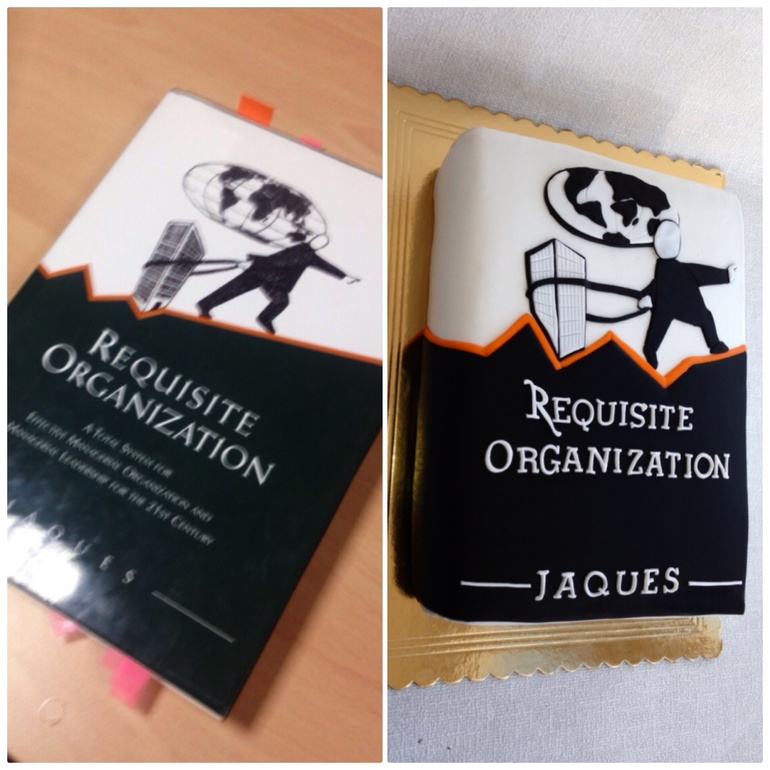 REQUISITE
ORGANIZATION
A TOTAL SYSTEM FOR
EFFECTIVE MANAGERIAL ORGANIZATION AND
MANAGERIAL LEADERSHIP FOR THE 21ST CENTURY
JAQUES
REQUISITE
ORGANIZATION
JAQUES